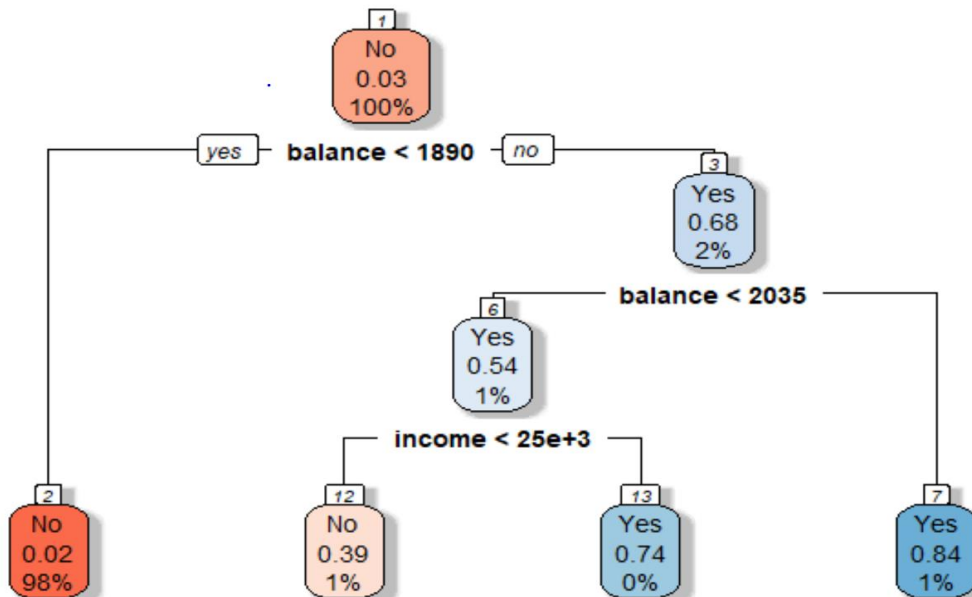 1
No
0.03
100%
yes balance < 1890 no
3
Yes
0.68
2%
balance < 2035
6
Yes
0.54
1%
income < 25e+3
2
No
0.02
98%
12
No
0.39
1%
13
Yes
0.74
0%
7
Yes
0.84
1%